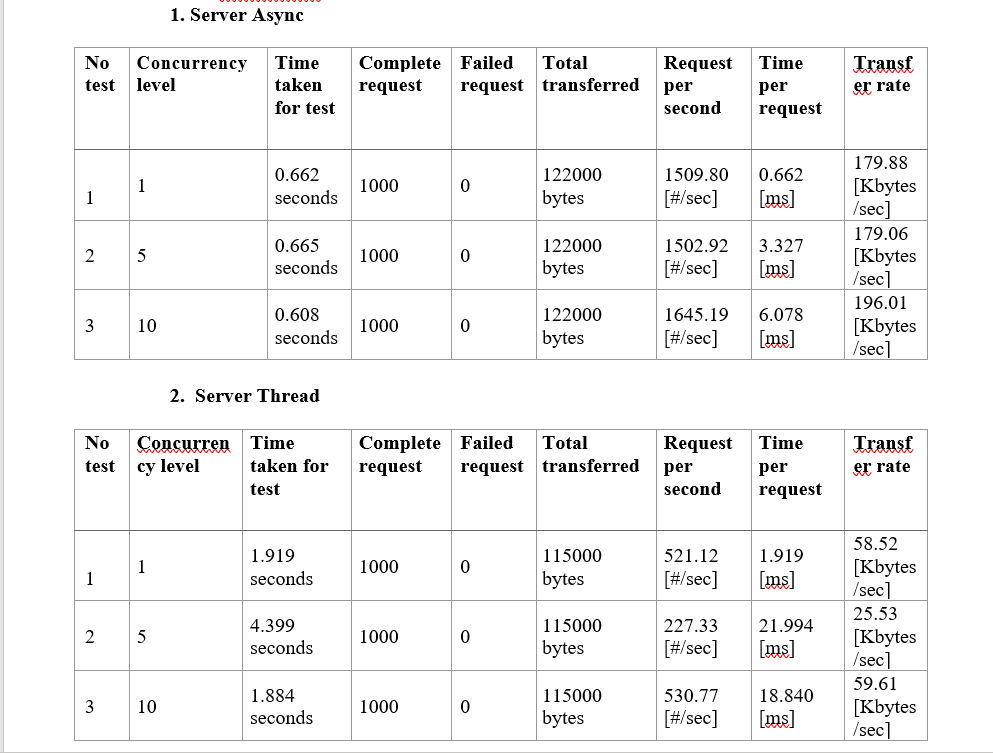 1. Server Async
No test Concurrency level Time taken for test Complete request Failed request Total transferred Request per second Time per request Transf er rate
1 1 0.662 seconds 1000 0 122000 bytes 1509.80 [#/sec] 0.662 [ms] 179.88 [Kbytes /sec]
2 5 0.665 seconds 1000 0 122000 bytes 1502.92 [#/sec] 3.327 [ms] 179.06 [Kbytes /sec]
3 10 0.608 seconds 1000 0 122000 bytes 1645.19 [#/sec] 6.078 [ms] 196.01 [Kbytes /sec]
2. Server Thread
No test Concurren cy level Time taken for test Complete request Failed request Total transferred Request per second Time per request Transf er rate
1 1 1.919 seconds 1000 0 115000 bytes 521.12 [#/sec] 1.919 [ms] 58.52 [Kbytes /sec]
2 5 4.399 seconds 1000 0 115000 bytes 227.33 [#/sec] 21.994 [ms] 25.53 [Kbytes /sec]
3 10 1.884 seconds 1000 0 115000 bytes 530.77 [#/sec] 18.840 [ms] 59.61 [Kbytes /sec]